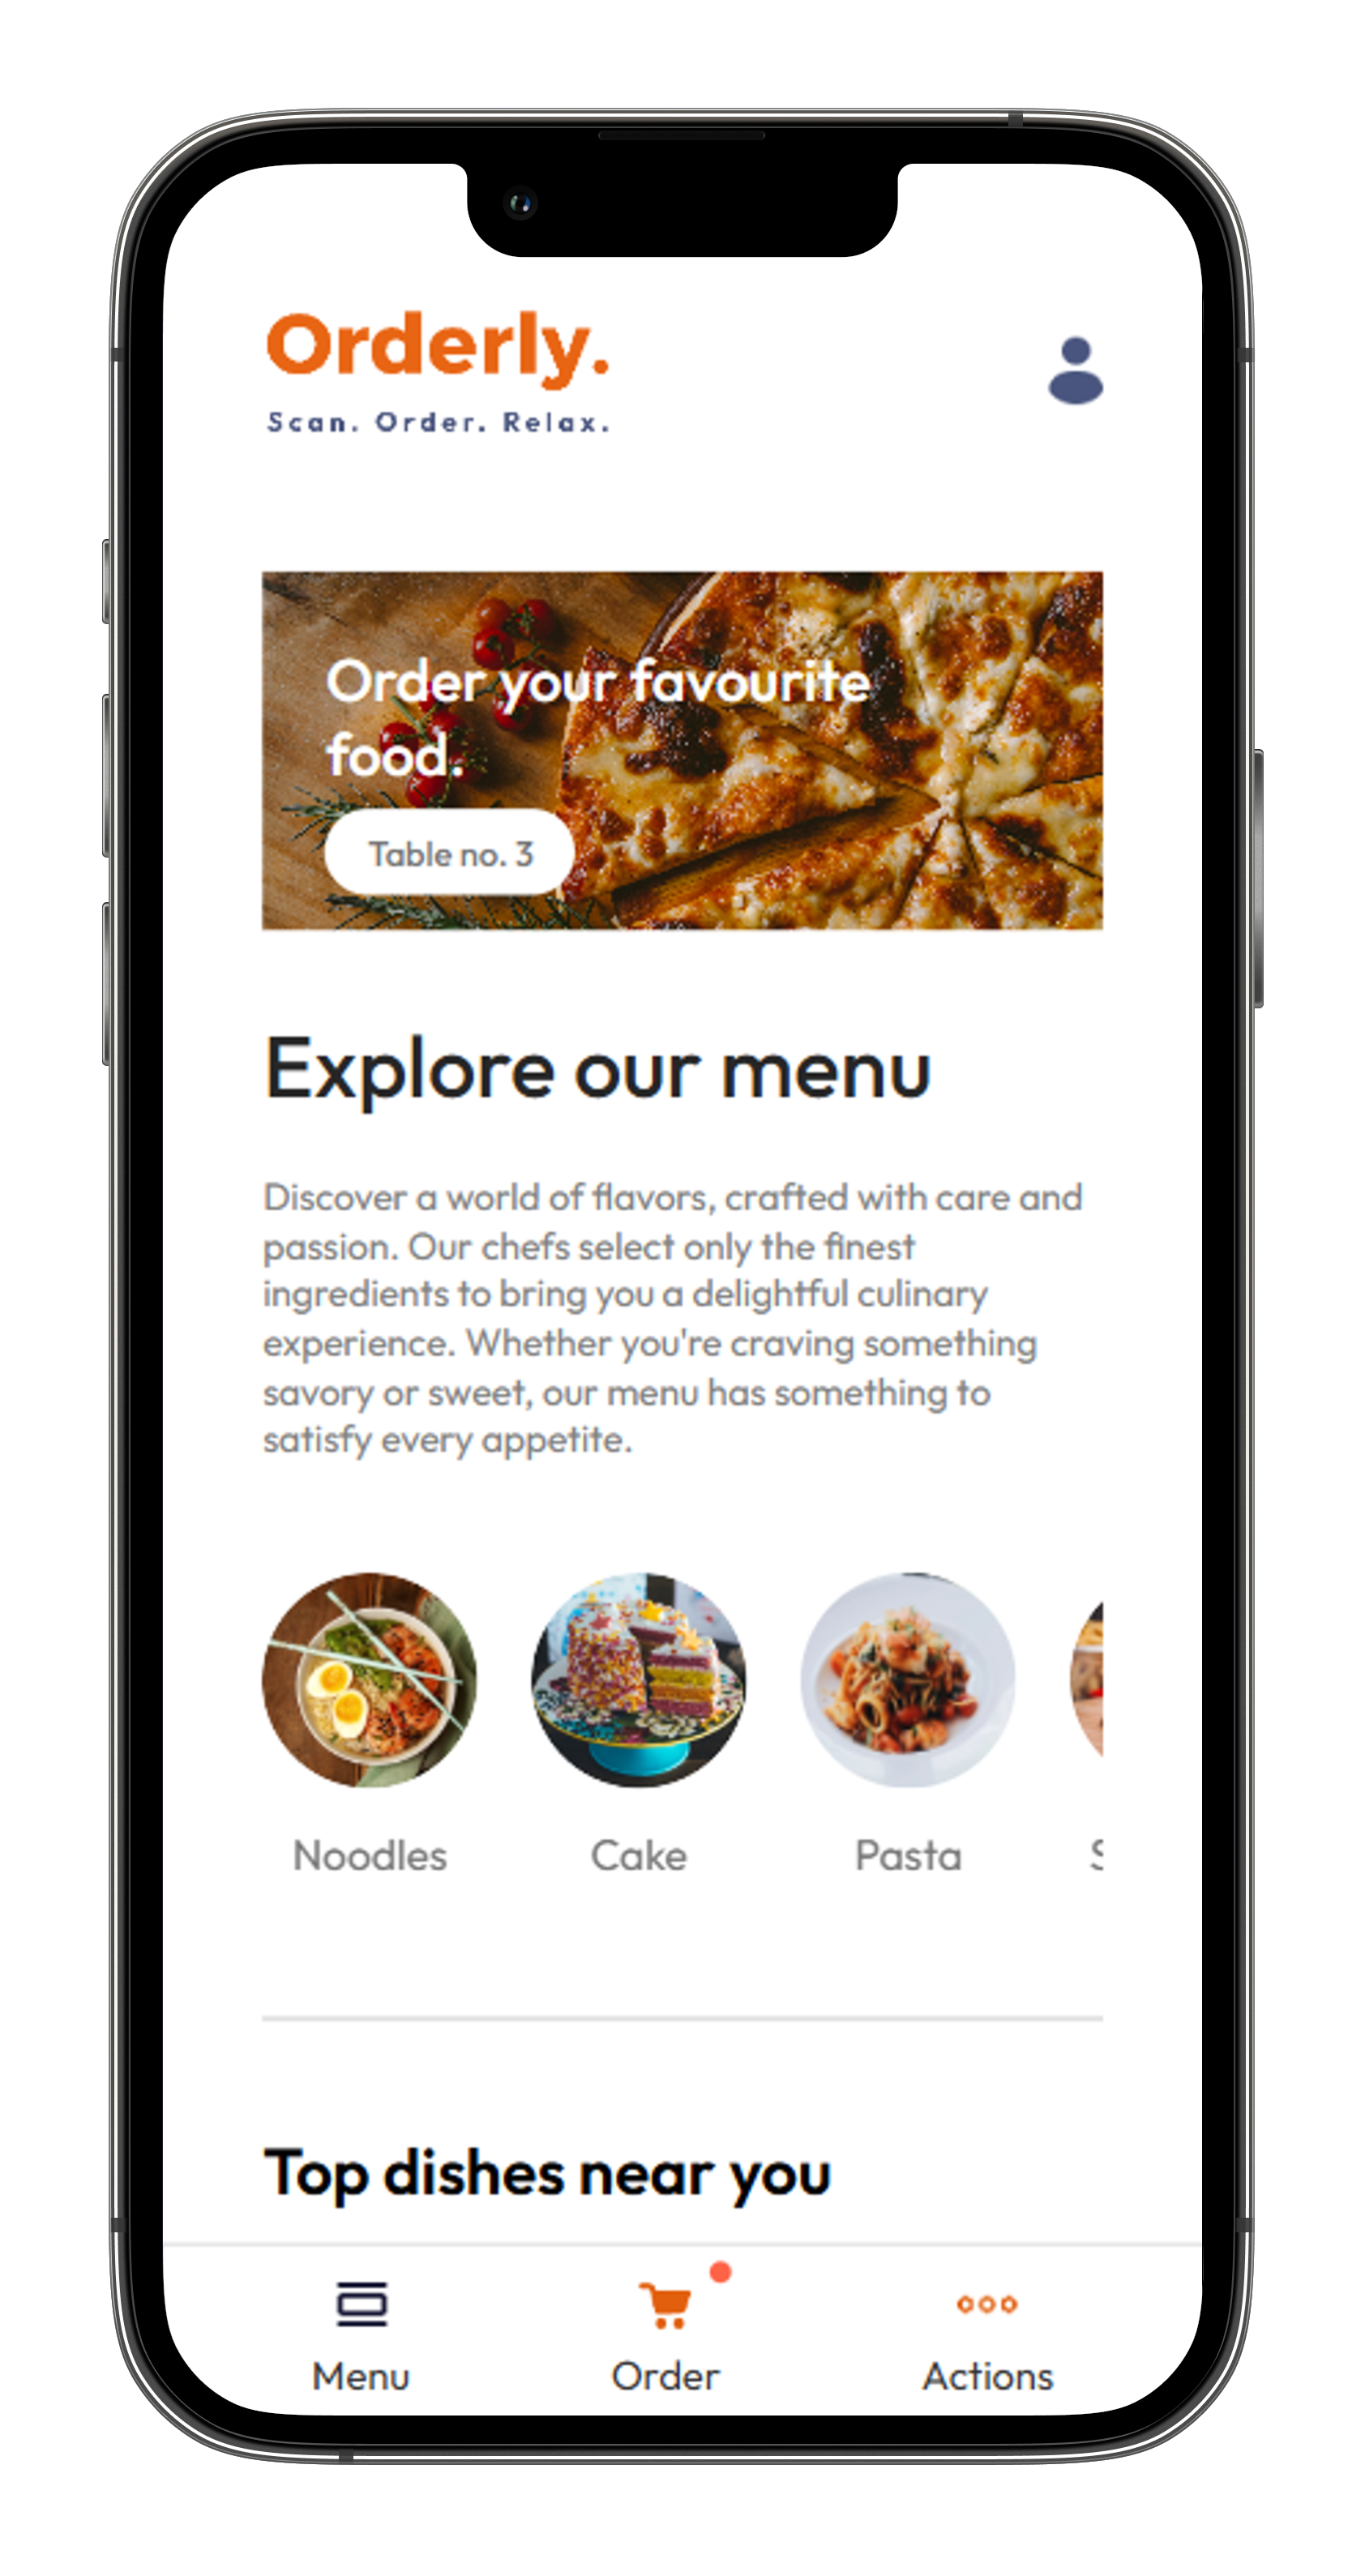 Orderly.
Scan. Order. Relax.
Order your favourite
food.
Table no. 3
Explore our menu
Discover a world of flavors, crafted with care and
passion. Our chefs select only the finest
ingredients to bring you a delightful culinary
experience. Whether you're craving something
savory or sweet, our menu has something to
satisfy every appetite.
Noodles Cake Pasta
Top dishes near you
Menu Order Actions